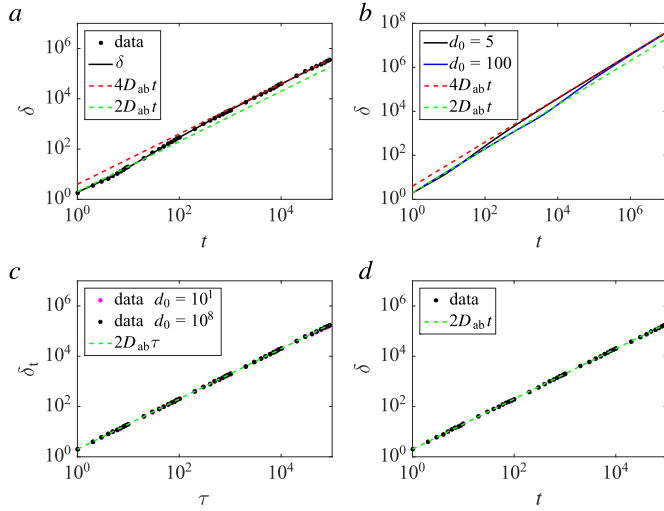 a
data
δ
4D_ab t
2D_ab t
10^6
10^4
10^2
10^0
δ
10^0 10^2 10^4
t
b
d_0 = 5
d_0 = 100
4D_ab t
2D_ab t
10^8
10^6
10^4
10^2
10^0
δ
10^0 10^2 10^4 10^6
t
c
data d_0 = 10^1
data d_0 = 10^8
2D_ab τ
10^6
10^4
10^2
10^0
δ_t
10^0 10^2 10^4
τ
d
data
2D_ab t
10^6
10^4
10^2
10^0
δ
10^0 10^2 10^4
t